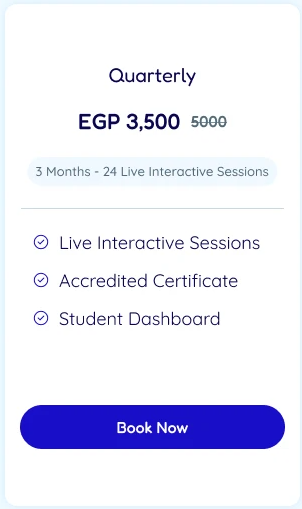 Quarterly
EGP 3,500 5000
3 Months - 24 Live Interactive Sessions
Live Interactive Sessions
Accredited Certificate
Student Dashboard
Book Now